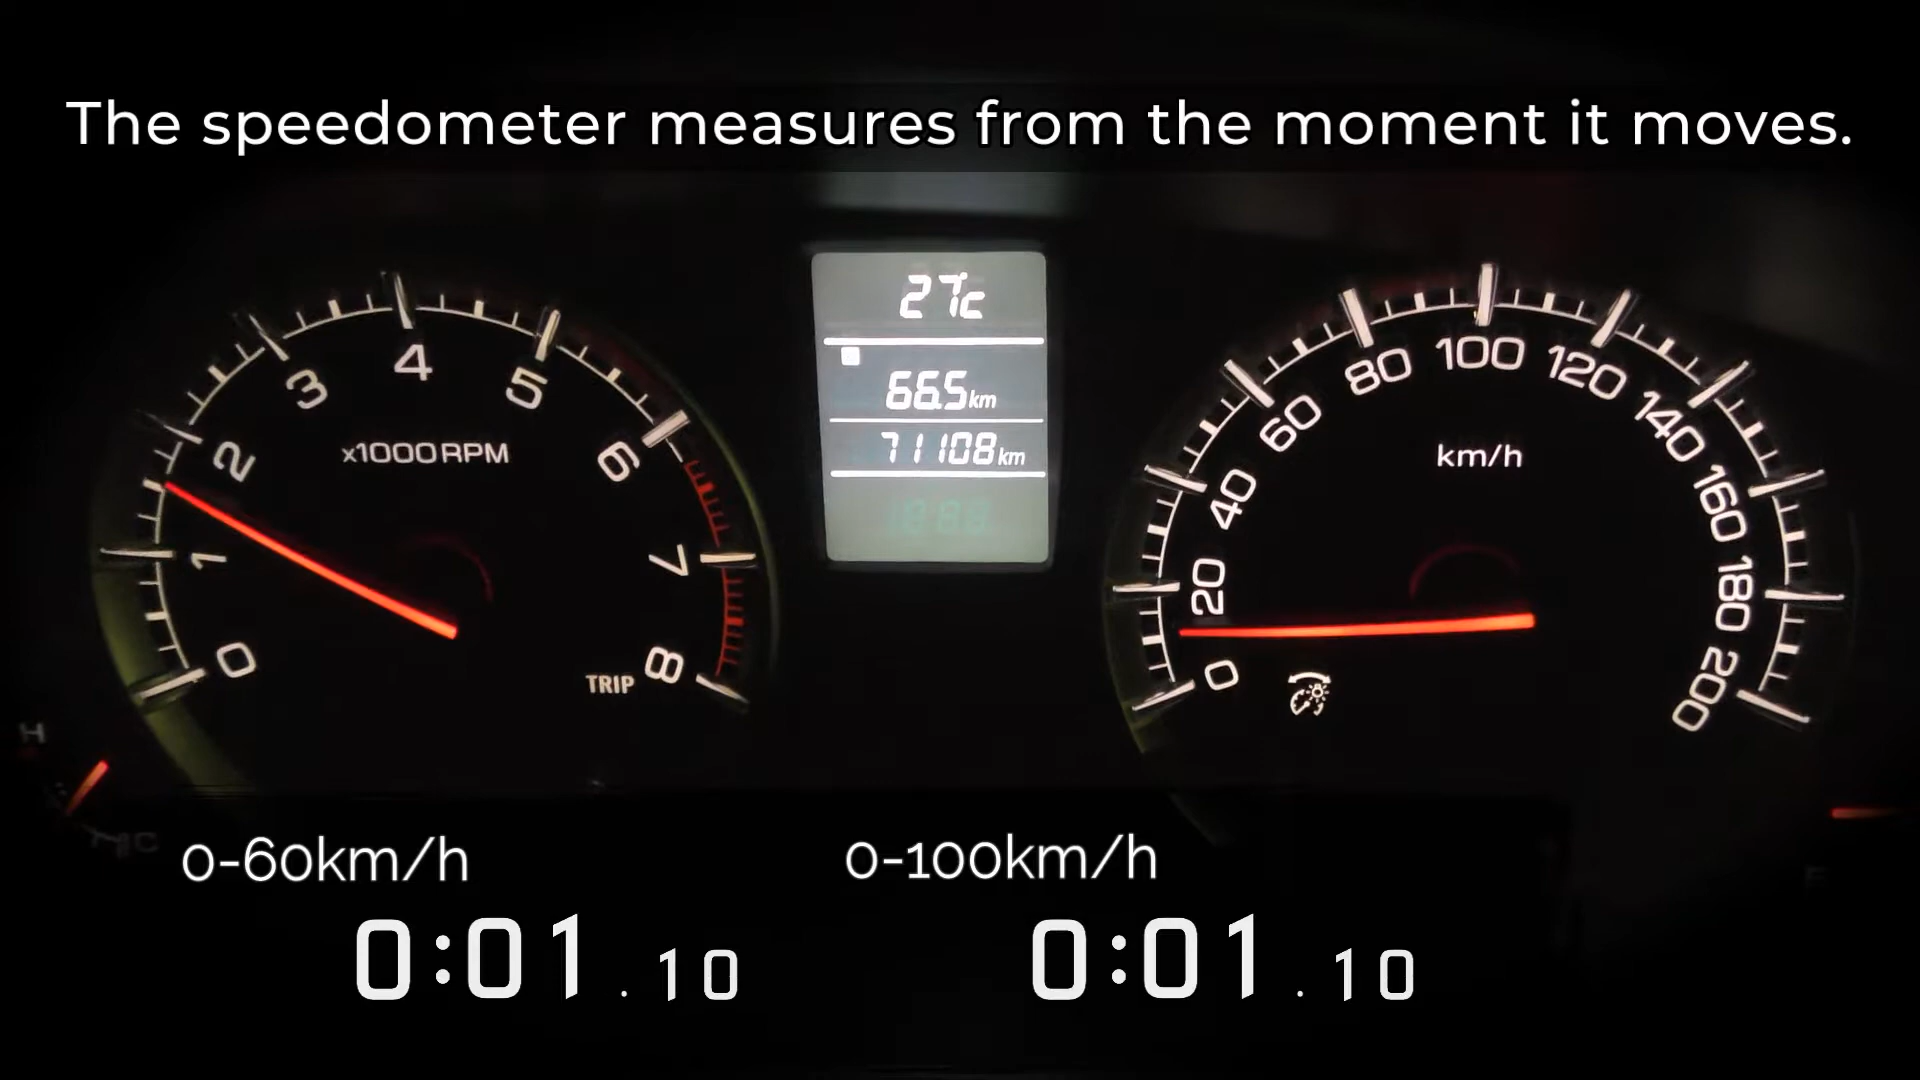 The speedometer measures from the moment it moves.
27c
66.5km
71108km
0 1 2 3 4 5 6 7 8
x1000RPM
TRIP
0 20 40 60 80 100 120 140 160 180 200
km/h
H
C
0-60km/h
0-100km/h
0:01.10
0:01.10